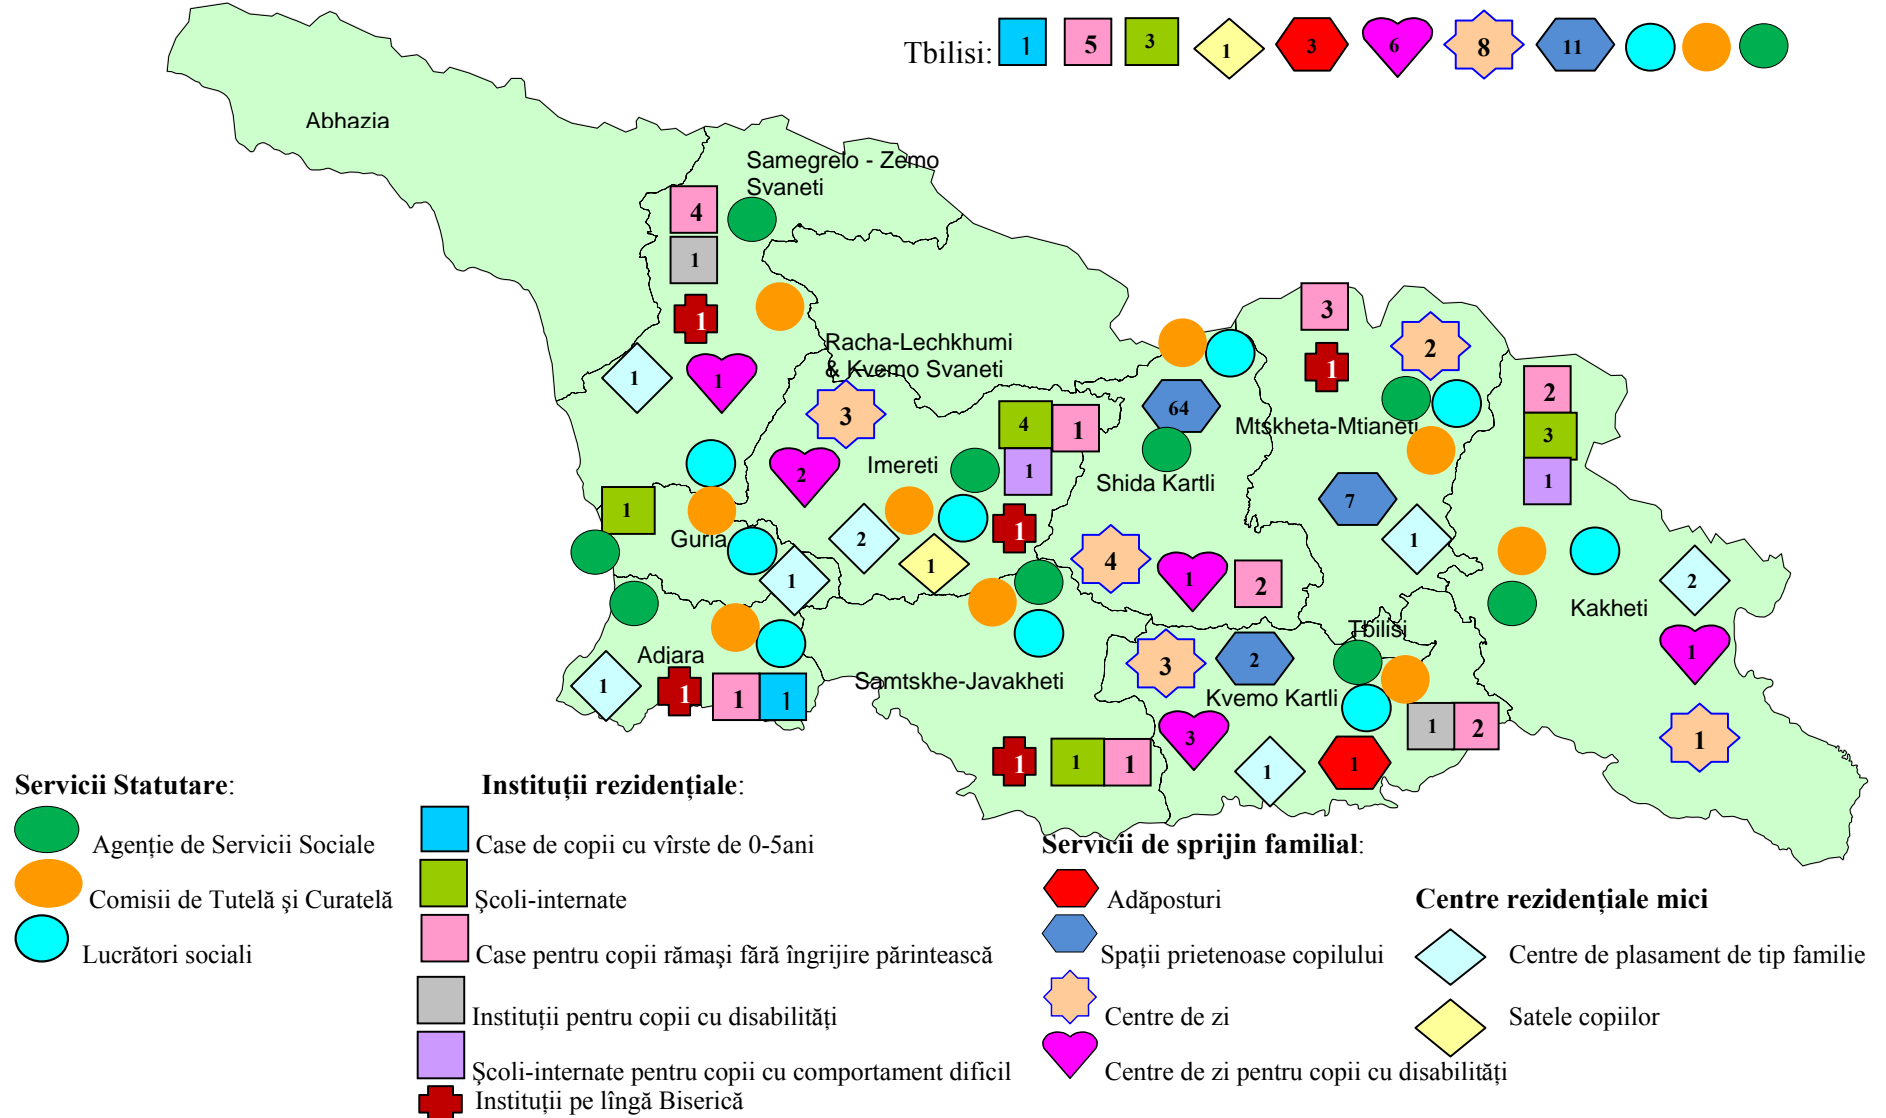 Tbilisi: 1 5 3 1 3 6 8 11
Abhazia
Samegrelo - Zemo
Svaneti
4
1
1
1
1
Racha-Lechkhumi
& Kvemo Svaneti
3
2
Imereti
4
1
1
1
2
1
64
Shida Kartli
4
1
2
3
1
2
Mtskheta-Mtianeti
7
1
2
3
1
Kakheti
2
1
1
1
Guria
1
Adjara
1
1
1
1
Samtskhe-Javakheti
1
1
1
Tbilisi
3
2
Kvemo Kartli
3
1
1
1
2
Servicii Statutare:
Agenție de Servicii Sociale
Comisii de Tutelă şi Curatelă
Lucrători sociali
Instituții rezidențiale:
Case de copii cu vîrste de 0-5ani
Şcoli-internate
Case pentru copii rămaşi fără îngrijire părintească
Instituții pentru copii cu disabilități
Şcoli-internate pentru copii cu comportament dificil
Instituții pe lîngă Biserică
Servicii de sprijin familial:
Adăposturi
Spații prietenoase copilului
Centre de zi
Centre de zi pentru copii cu disabilități
Centre rezidențiale mici
Centre de plasament de tip familie
Satele copiilor